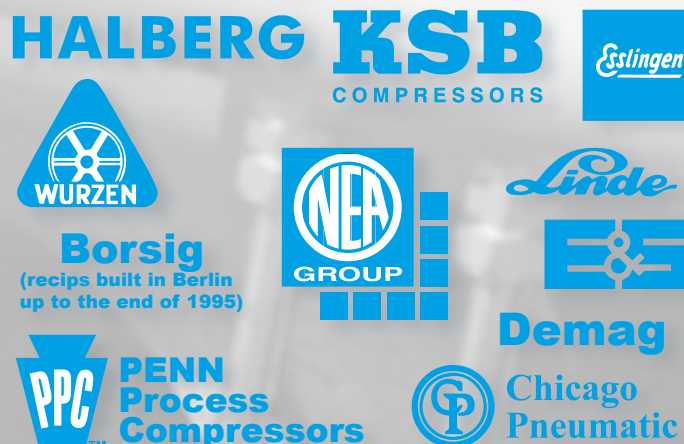 HALBERG
KSB
COMPRESSORS
Esslingen
WURZEN
NEA
GROUP
Linde
E&S
Borsig
(recips built in Berlin
up to the end of 1995)
Demag
PPC
TM
PENN
Process
Compressors
CP
Chicago
Pneumatic